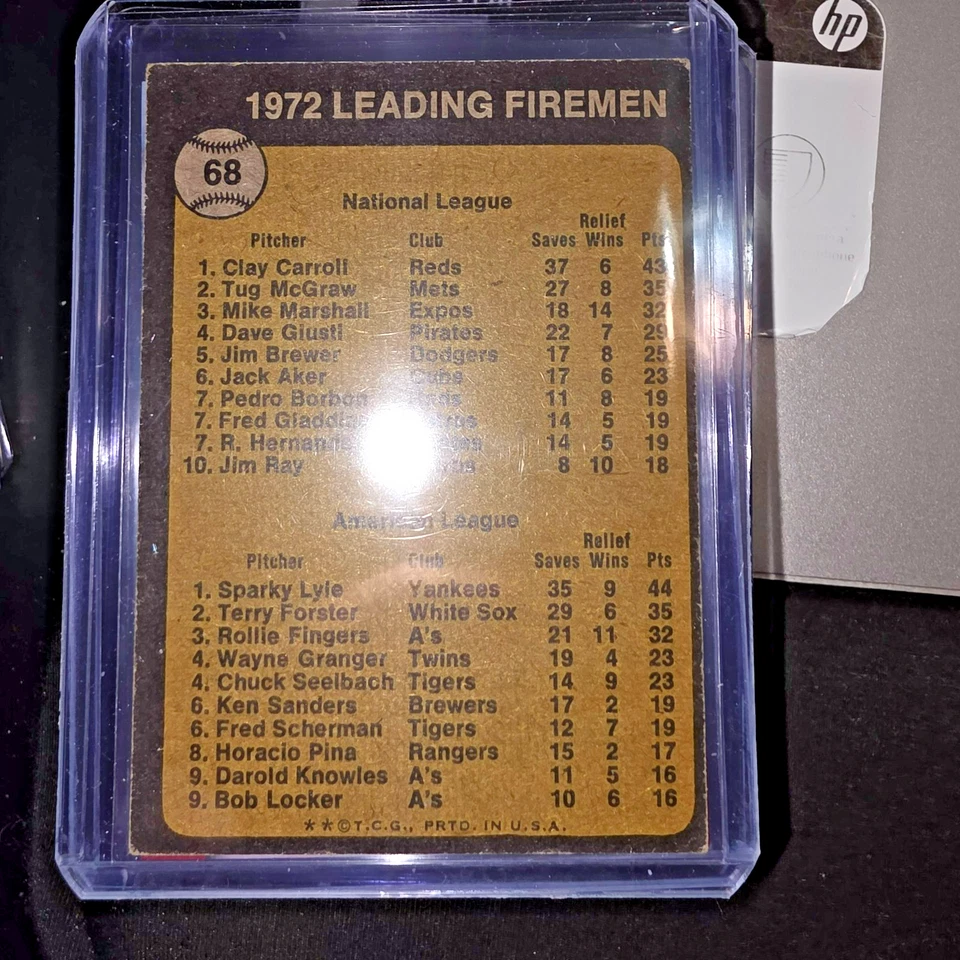 hp
1972 LEADING FIREMEN
68
National League
Relief
Pitcher Club Saves Wins Pts
1. Clay Carroll Reds 37 6 43
2. Tug McGraw Mets 27 8 35
3. Mike Marshall Expos 18 14 32
4. Dave Giusti Pirates 22 7 29
5. Jim Brewer Dodgers 17 8 25
6. Jack Aker Cubs 17 6 23
7. Pedro Borbon Reds 11 8 19
7. Fred 14 5 19
7. R. 14 5 19
10. Jim Ray 8 10 18
American League
Relief
Pitcher Club Saves Wins Pts
1. Sparky Lyle Yankees 35 9 44
2. Terry Forster White Sox 29 6 35
3. Rollie Fingers A's 21 11 32
4. Wayne Granger Twins 19 4 23
4. Chuck Seelbach Tigers 14 9 23
6. Ken Sanders Brewers 17 2 19
6. Fred Scherman Tigers 12 7 19
8. Horacio Pina Rangers 15 2 17
9. Darold Knowles A's 11 5 16
9. Bob Locker A's 10 6 16
**©T.C.G., PRTD. IN U.S.A.